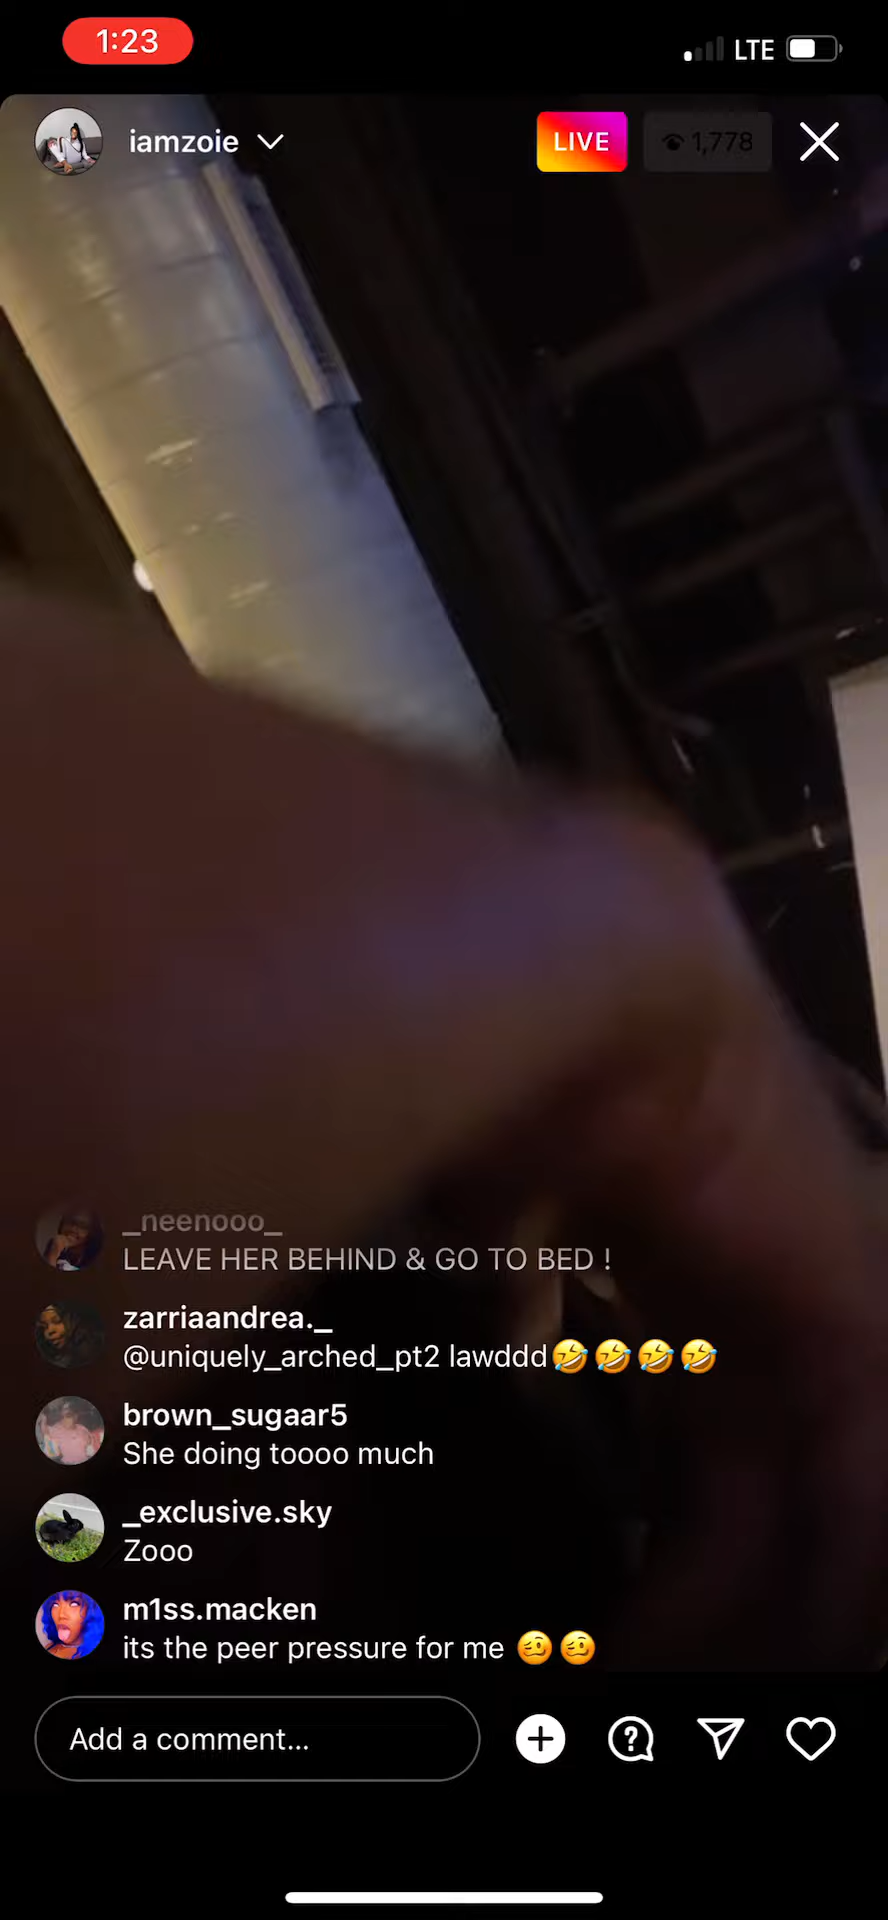 1:23
LTE
iamzoie
LIVE
1,778
_neenooo_
LEAVE HER BEHIND & GO TO BED !
zarriaandrea._
@uniquely_arched_pt2 lawddd🤣🤣🤣🤣
brown_sugaar5
She doing toooo much
_exclusive.sky
Zooo
m1ss.macken
its the peer pressure for me 🥴🥴
Add a comment...